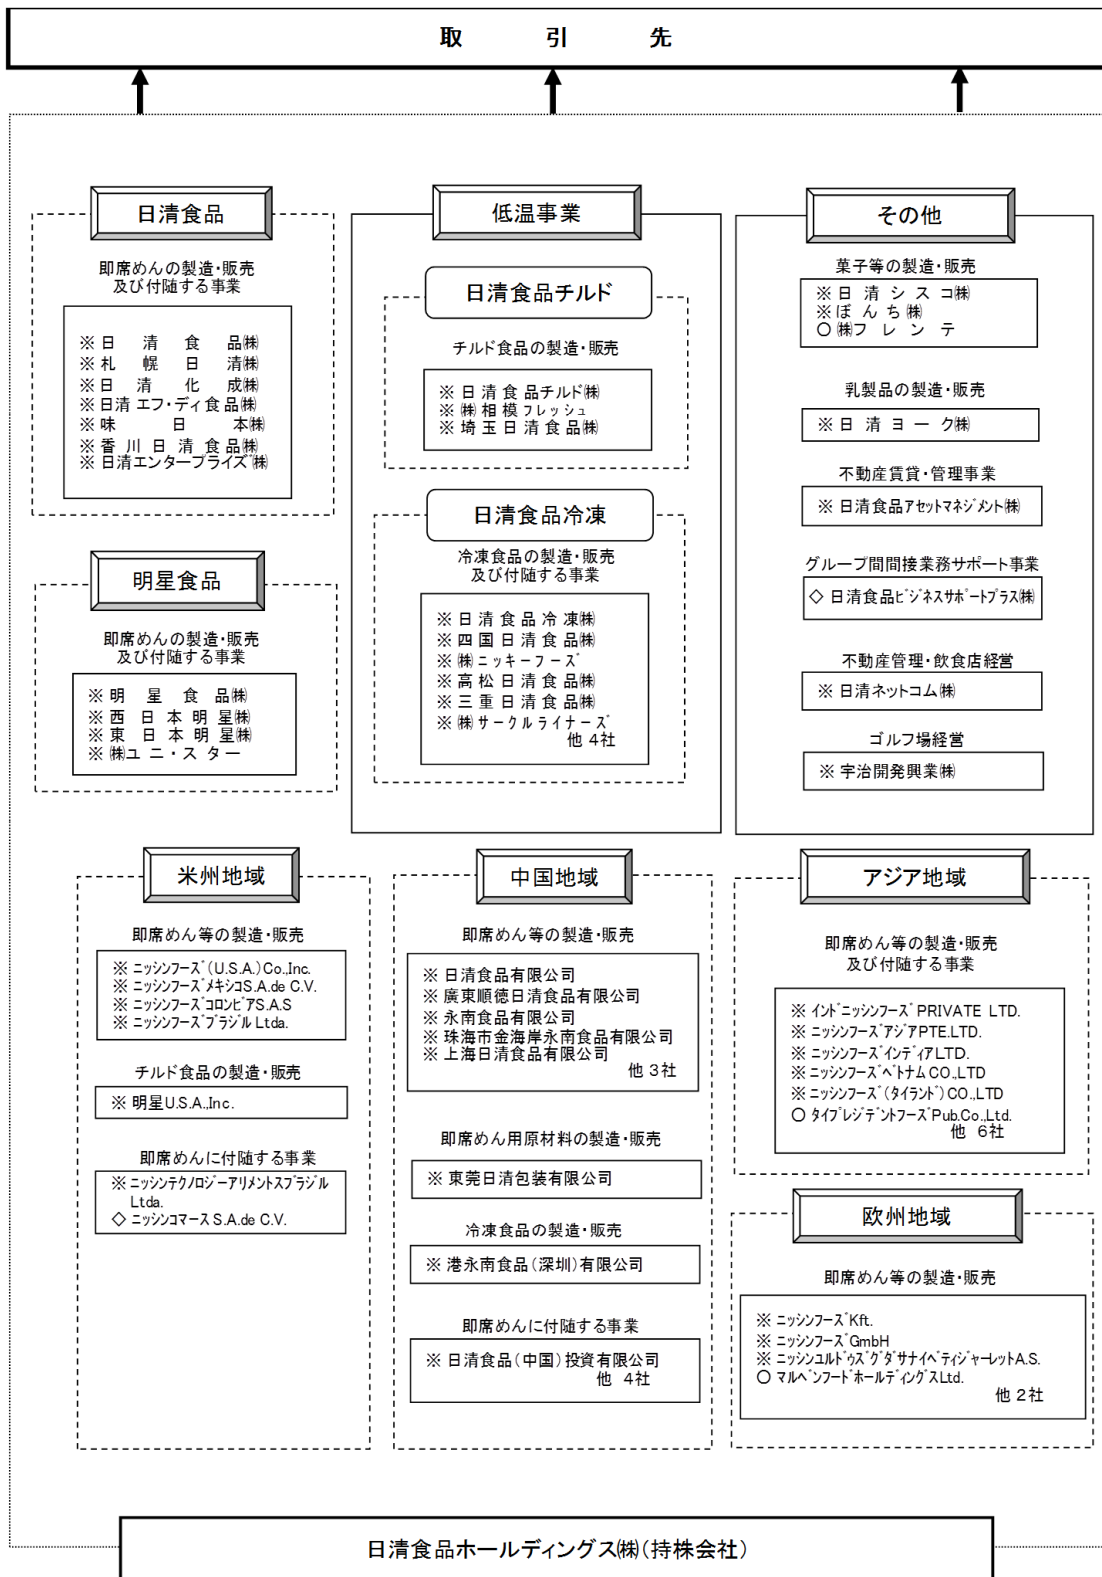 取引先
日清食品
即席めんの製造・販売
及び付随する事業
※日清食品㈱
※札幌日清㈱
※日清化成㈱
※日清エフ・ディ食品㈱
※味日本㈱
※香川日清食品㈱
※日清エンタープライズ㈱
明星食品
即席めんの製造・販売
及び付随する事業
※明星食品㈱
※西日本明星㈱
※東日本明星㈱
※㈱ユニ・スター
低温事業
日清食品チルド
チルド食品の製造・販売
※日清食品チルド㈱
※㈱相模フレッシュ
※埼玉日清食品㈱
日清食品冷凍
冷凍食品の製造・販売
及び付随する事業
※日清食品冷凍㈱
※四国日清食品㈱
※㈱ニッキーフーズ
※高松日清食品㈱
※三重日清食品㈱
※㈱サークルライナーズ
他 4社
その他
菓子等の製造・販売
※日清シスコ㈱
※ぼんち㈱
○㈱フレンテ
乳製品の製造・販売
※日清ヨーク㈱
不動産賃貸・管理事業
※日清食品アセットマネジメント㈱
グループ間間接業務サポート事業
◇日清食品ビジネスサポートプラス㈱
不動産管理・飲食店経営
※日清ネットコム㈱
ゴルフ場経営
※宇治開発興業㈱
米州地域
即席めん等の製造・販売
※ニッシンフーズ(U.S.A.)Co.,Inc.
※ニッシンフーズメキシコS.A.de C.V.
※ニッシンフーズコロンビアS.A.S
※ニッシンフーズブラジル Ltda.
チルド食品の製造・販売
※明星U.S.A.,Inc.
即席めんに付随する事業
※ニッシンテクノロジーアリメントスブラジル
Ltda.
◇ニッシンコマース S.A.de C.V.
中国地域
即席めん等の製造・販売
※日清食品有限公司
※廣東順徳日清食品有限公司
※永南食品有限公司
※珠海市金海岸永南食品有限公司
※上海日清食品有限公司
他 3社
即席めん用原材料の製造・販売
※東莞日清包装有限公司
冷凍食品の製造・販売
※港永南食品(深圳)有限公司
即席めんに付随する事業
※日清食品(中国)投資有限公司
他 4社
アジア地域
即席めん等の製造・販売
及び付随する事業
※インドニッシンフーズPRIVATE LTD.
※ニッシンフーズアジアPTE.LTD.
※ニッシンフーズインディアLTD.
※ニッシンフーズベトナムCO.,LTD
※ニッシンフーズ(タイランド)CO.,LTD
○タイプレジデントフーズPub.Co.,Ltd.
他 6社
欧州地域
即席めん等の製造・販売
※ニッシンフーズKft.
※ニッシンフーズGmbH
※ニッシンユルドゥズグダサナイベティジャーレットA.S.
○マルベンフードホールディングスLtd.
他 2社
日清食品ホールディングス㈱(持株会社)